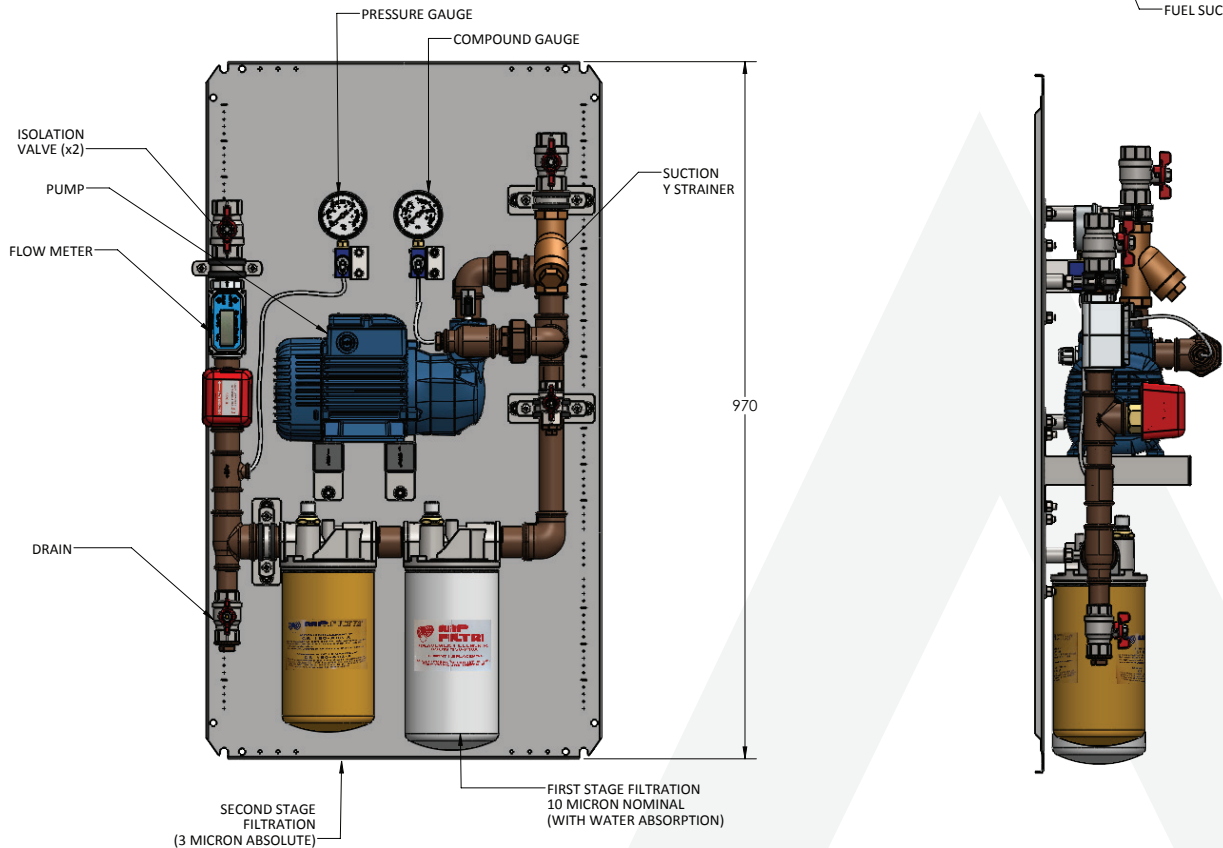 PRESSURE GAUGE
COMPOUND GAUGE
FUEL SUC
ISOLATION
VALVE (x2)
PUMP
FLOW METER
SUCTION
Y STRAINER
970
DRAIN
MP FILTRI
FIRST STAGE FILTRATION
10 MICRON NOMINAL
(WITH WATER ABSORPTION)
SECOND STAGE
FILTRATION
(3 MICRON ABSOLUTE)